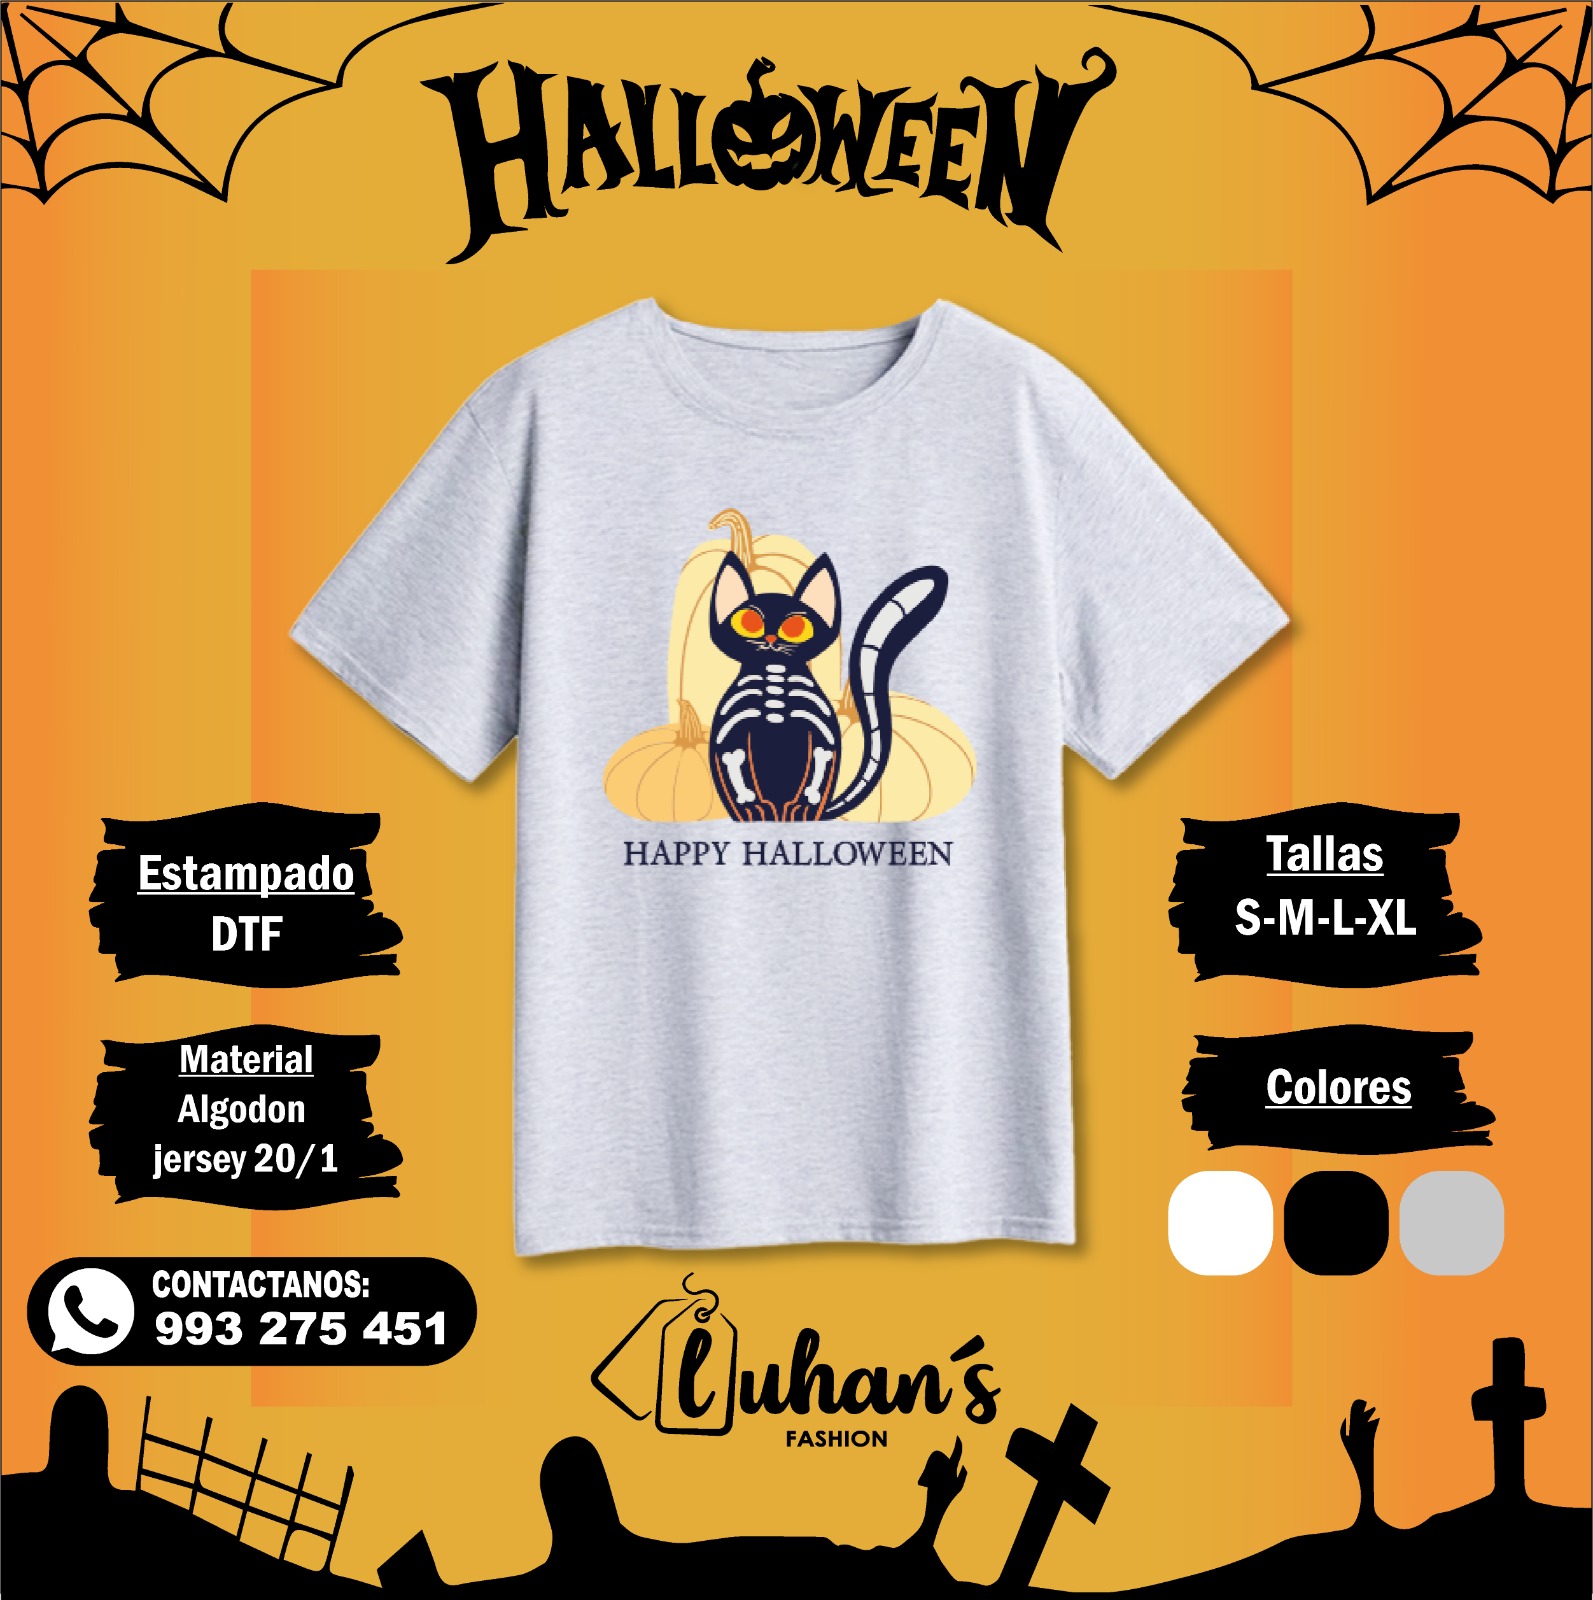 HALLOWEEN
HAPPY HALLOWEEN
Estampado
DTF
Material
Algodon
jersey 20/1
Tallas
S-M-L-XL
Colores
CONTACTANOS:
993 275 451
luhan´s
FASHION